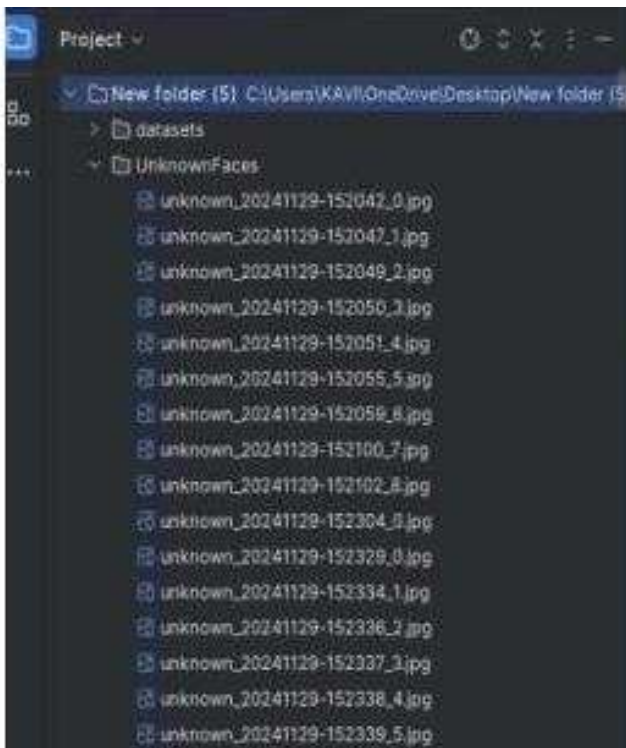 Project
New folder (5) C:\Users\KAVI\OneDrive\Desktop\New folder (5
datasets
UnknownFaces
unknown_20241129-152042_0.jpg
unknown_20241129-152047_1.jpg
unknown_20241129-152049_2.jpg
unknown_20241129-152050_3.jpg
unknown_20241129-152051_4.jpg
unknown_20241129-152055_5.jpg
unknown_20241129-152059_6.jpg
unknown_20241129-152100_7.jpg
unknown_20241129-152102_8.jpg
unknown_20241129-152304_0.jpg
unknown_20241129-152329_0.jpg
unknown_20241129-152334_1.jpg
unknown_20241129-152336_2.jpg
unknown_20241129-152337_3.jpg
unknown_20241129-152338_4.jpg
unknown_20241129-152339_5.jpg